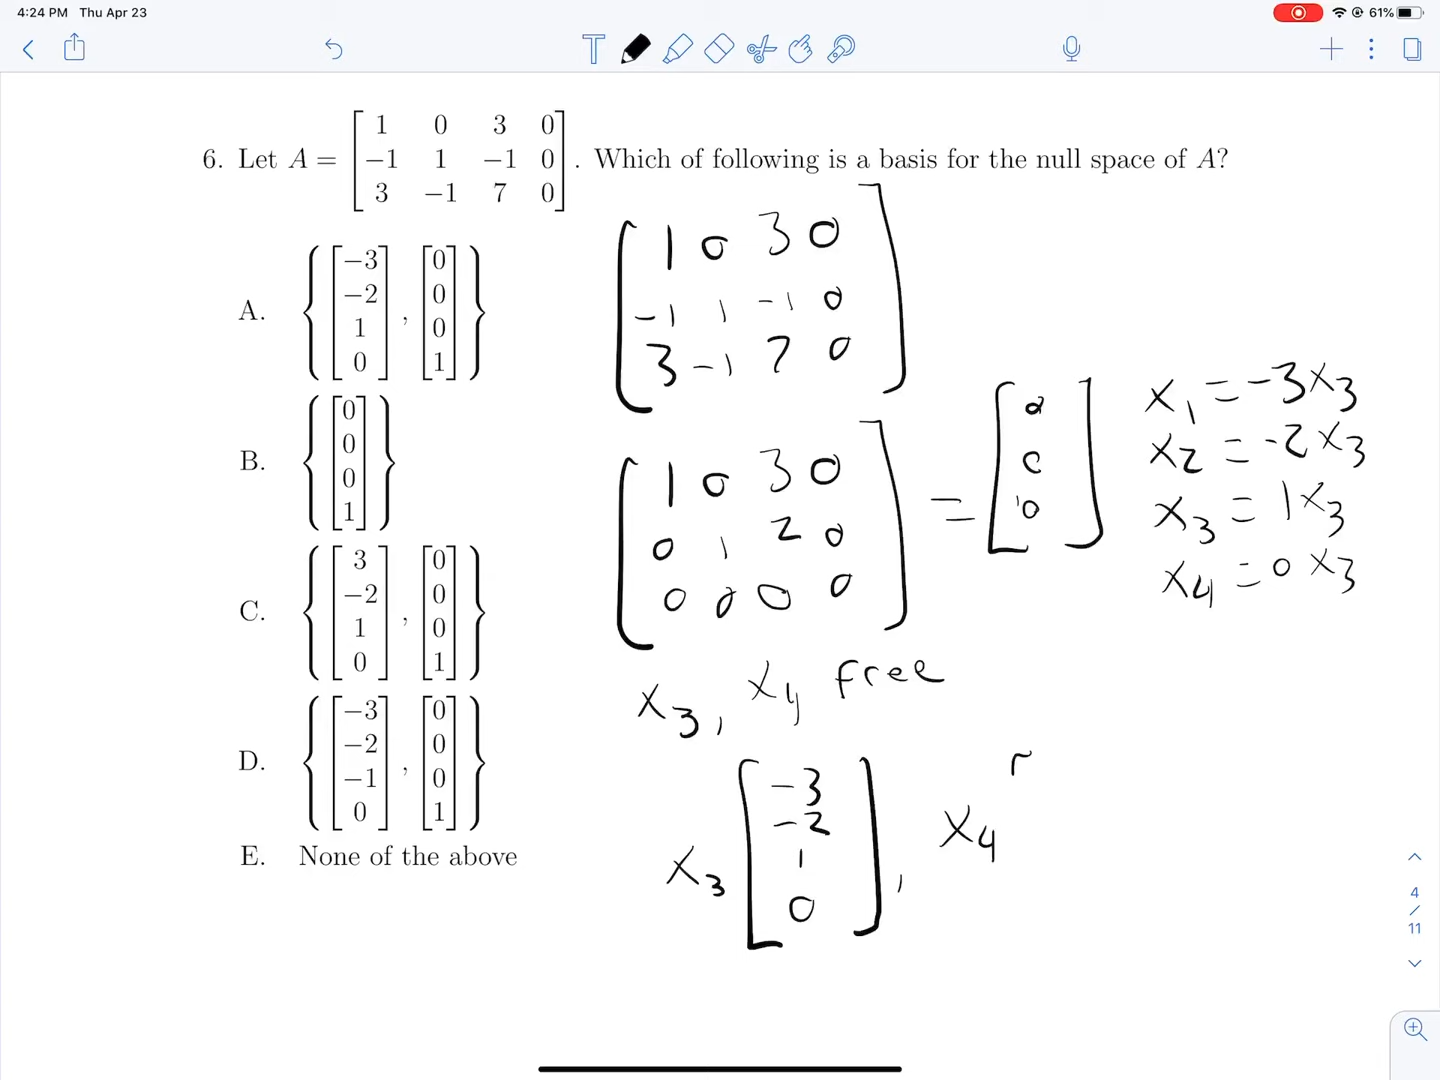 4:24 PM Thu Apr 23
61%
6. Let A = [1 0 3 0
-1 1 -1 0
3 -1 7 0]. Which of following is a basis for the null space of A?
A. {[-3 -2 1 0], [0 0 0 1]}
B. {[0 0 0 1]}
C. {[3 -2 1 0], [0 0 0 1]}
D. {[-3 -2 -1 0], [0 0 0 1]}
E. None of the above
[1 0 3 0
-1 1 -1 0
3 -1 7 0]
[1 0 3 0
0 1 2 0
0 0 0 0]
= [0
0
0]
x1 = -3x3
x2 = -2x3
x3 = 1x3
x4 = 0x3
x3, x4 free
x3 [-3
-2
1
0], x4
4
/
11